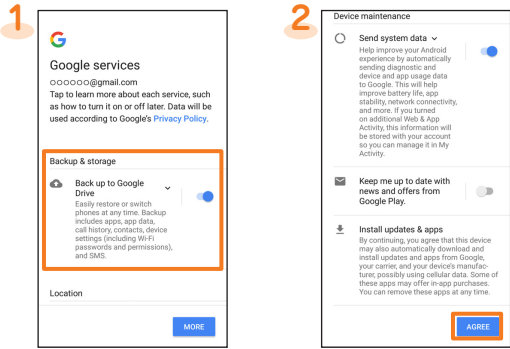 1
G
Google services
oooooo@gmail.com
Tap to learn more about each service, such
as how to turn it on or off later. Data will be
used according to Google's Privacy Policy.
Backup & storage
Back up to Google
Drive
Easily restore or switch
phones at any time. Backup
includes apps, app data,
call history, contacts, device
settings (including Wi-Fi
passwords and permissions),
and SMS.
Location
MORE
2
Device maintenance
Send system data
Help improve your Android
experience by automatically
sending diagnostic and
device and app usage data
to Google. This will help
improve battery life, app
stability, network connectivity,
and more. If you turned
on additional Web & App
Activity, this information will
be stored with your account
so you can manage it in My
Activity.
Keep me up to date with
news and offers from
Google Play.
Install updates & apps
By continuing, you agree that this device
may also automatically download and
install updates and apps from Google,
your carrier, and your device's manufac-
turer, possibly using cellular data. Some of
these apps may offer in-app purchases.
You can remove these apps at any time.
AGREE